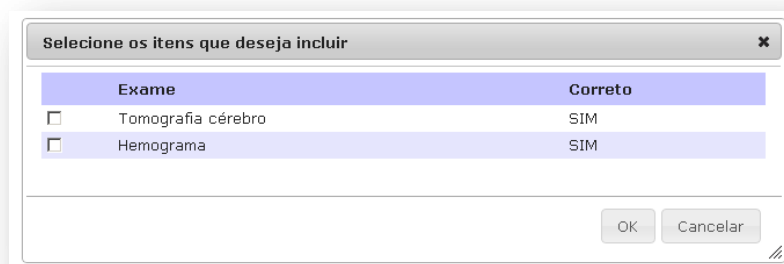 Selecione os itens que deseja incluir
Exame Correto
Tomografia cérebro SIM
Hemograma SIM
OK Cancelar